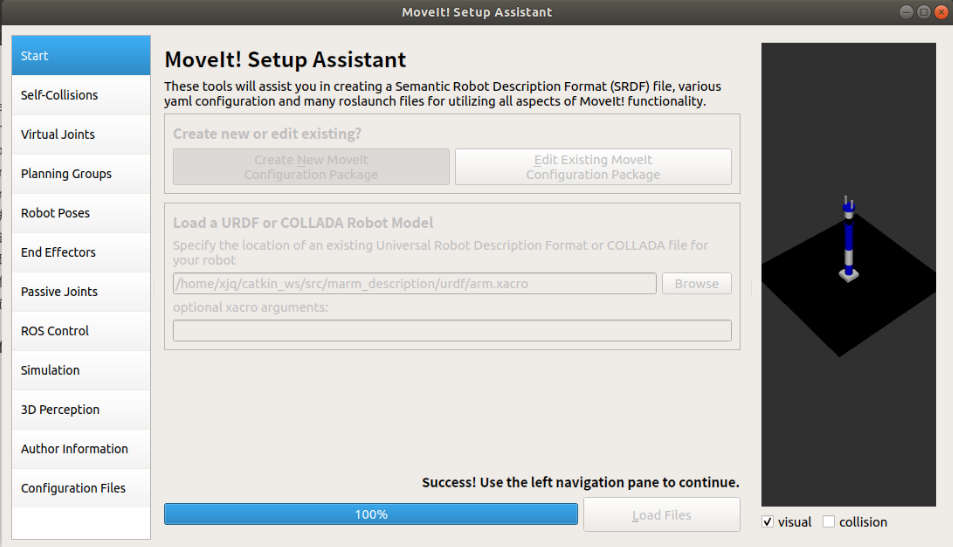 MoveIt! Setup Assistant
Start
Self-Collisions
Virtual Joints
Planning Groups
Robot Poses
End Effectors
Passive Joints
ROS Control
Simulation
3D Perception
Author Information
Configuration Files
MoveIt! Setup Assistant
These tools will assist you in creating a Semantic Robot Description Format (SRDF) file, various
yaml configuration and many roslaunch files for utilizing all aspects of MoveIt! functionality.
Create new or edit existing?
Create New MoveIt
Configuration Package
Edit Existing MoveIt
Configuration Package
Load a URDF or COLLADA Robot Model
Specify the location of an existing Universal Robot Description Format or COLLADA file for
your robot
/home/xjq/catkin_ws/src/marm_description/urdf/arm.xacro
Browse
optional xacro arguments:
Success! Use the left navigation pane to continue.
100%
Load Files
visual
collision